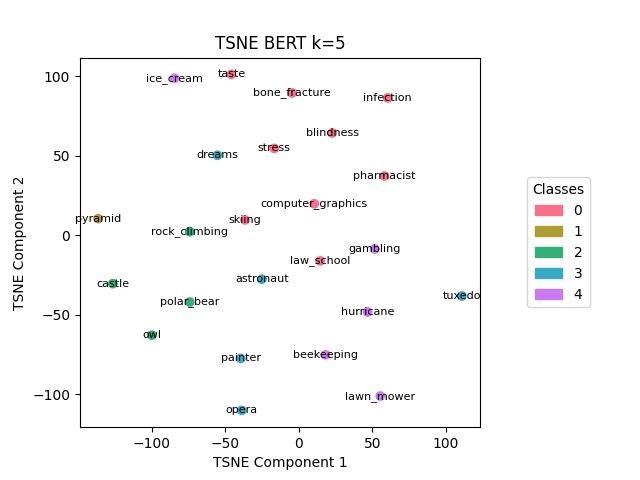 TSNE BERT k=5
TSNE Component 2
100
50
0
−50
−100
ice_cream
taste
bone_fracture
infection
blindness
stress
dreams
pharmacist
computer_graphics
pyramid
skiing
rock_climbing
gambling
law_school
astronaut
castle
tuxedo
polar_bear
hurricane
owl
beekeeping
painter
lawn_mower
opera
−100
−50
0
50
100
TSNE Component 1
Classes
0
1
2
3
4